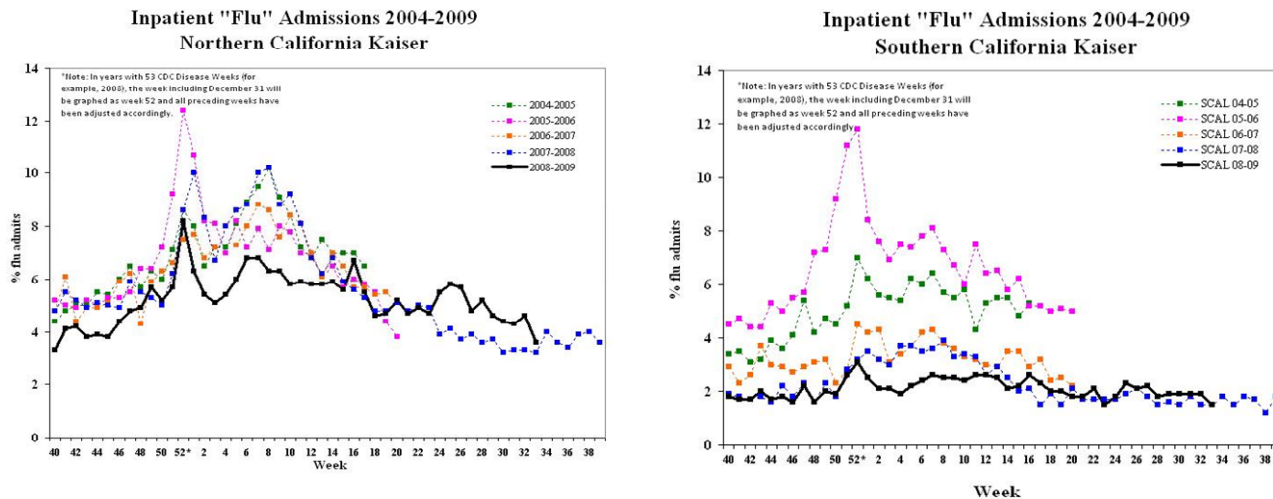 Inpatient "Flu" Admissions 2004-2009
Northern California Kaiser
14
12
10
8
6
4
2
0
% flu admits
*Note: In years with 53 CDC Disease Weeks (for
example, 2008), the week including December 31 will
be graphed as week 52 and all preceding weeks have
been adjusted accordingly.
2004-2005
2005-2006
2006-2007
2007-2008
2008-2009
40 42 44 46 48 50 52* 2 4 6 8 10 12 14 16 18 20 22 24 26 28 30 32 34 36 38
Week
Inpatient "Flu" Admissions 2004-2009
Southern California Kaiser
14
12
10
8
6
4
2
0
% flu admits
*Note: In years with 53 CDC Disease Weeks (for
example, 2008), the week including December 31 will
be graphed as week 52 and all preceding weeks have
been adjusted accordingly.
SCAL 04-05
SCAL 05-06
SCAL 06-07
SCAL 07-08
SCAL 08-09
40 42 44 46 48 50 52* 2 4 6 8 10 12 14 16 18 20 22 24 26 28 30 32 34 36 38
Week